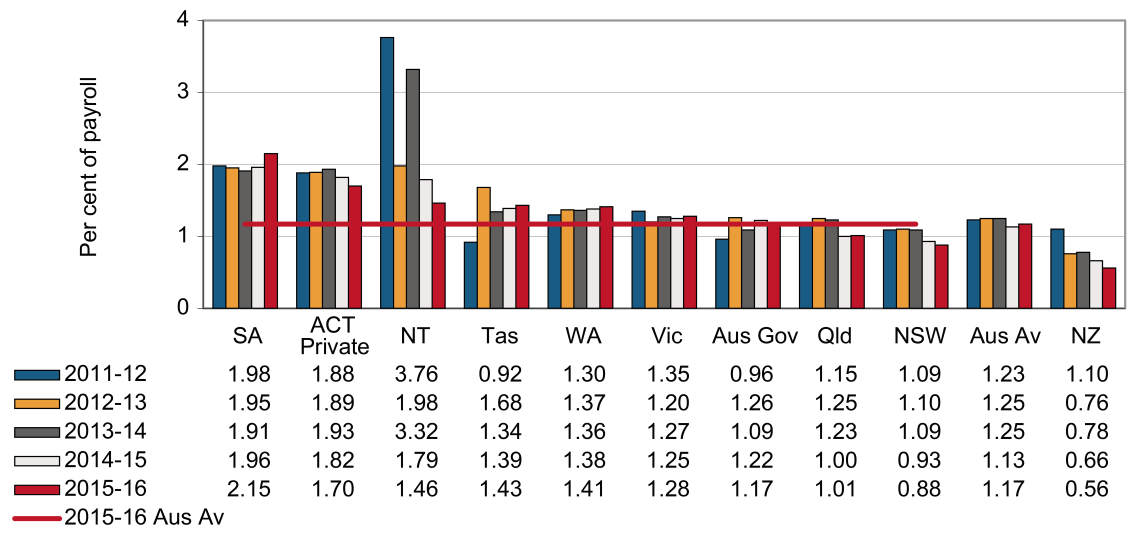 4
3
2
1
0
Per cent of payroll
SA ACT Private NT Tas WA Vic Aus Gov Qld NSW Aus Av NZ
2011-12 1.98 1.88 3.76 0.92 1.30 1.35 0.96 1.15 1.09 1.23 1.10
2012-13 1.95 1.89 1.98 1.68 1.37 1.20 1.26 1.25 1.10 1.25 0.76
2013-14 1.91 1.93 3.32 1.34 1.36 1.27 1.09 1.23 1.09 1.25 0.78
2014-15 1.96 1.82 1.79 1.39 1.38 1.25 1.22 1.00 0.93 1.13 0.66
2015-16 2.15 1.70 1.46 1.43 1.41 1.28 1.17 1.01 0.88 1.17 0.56
2015-16 Aus Av